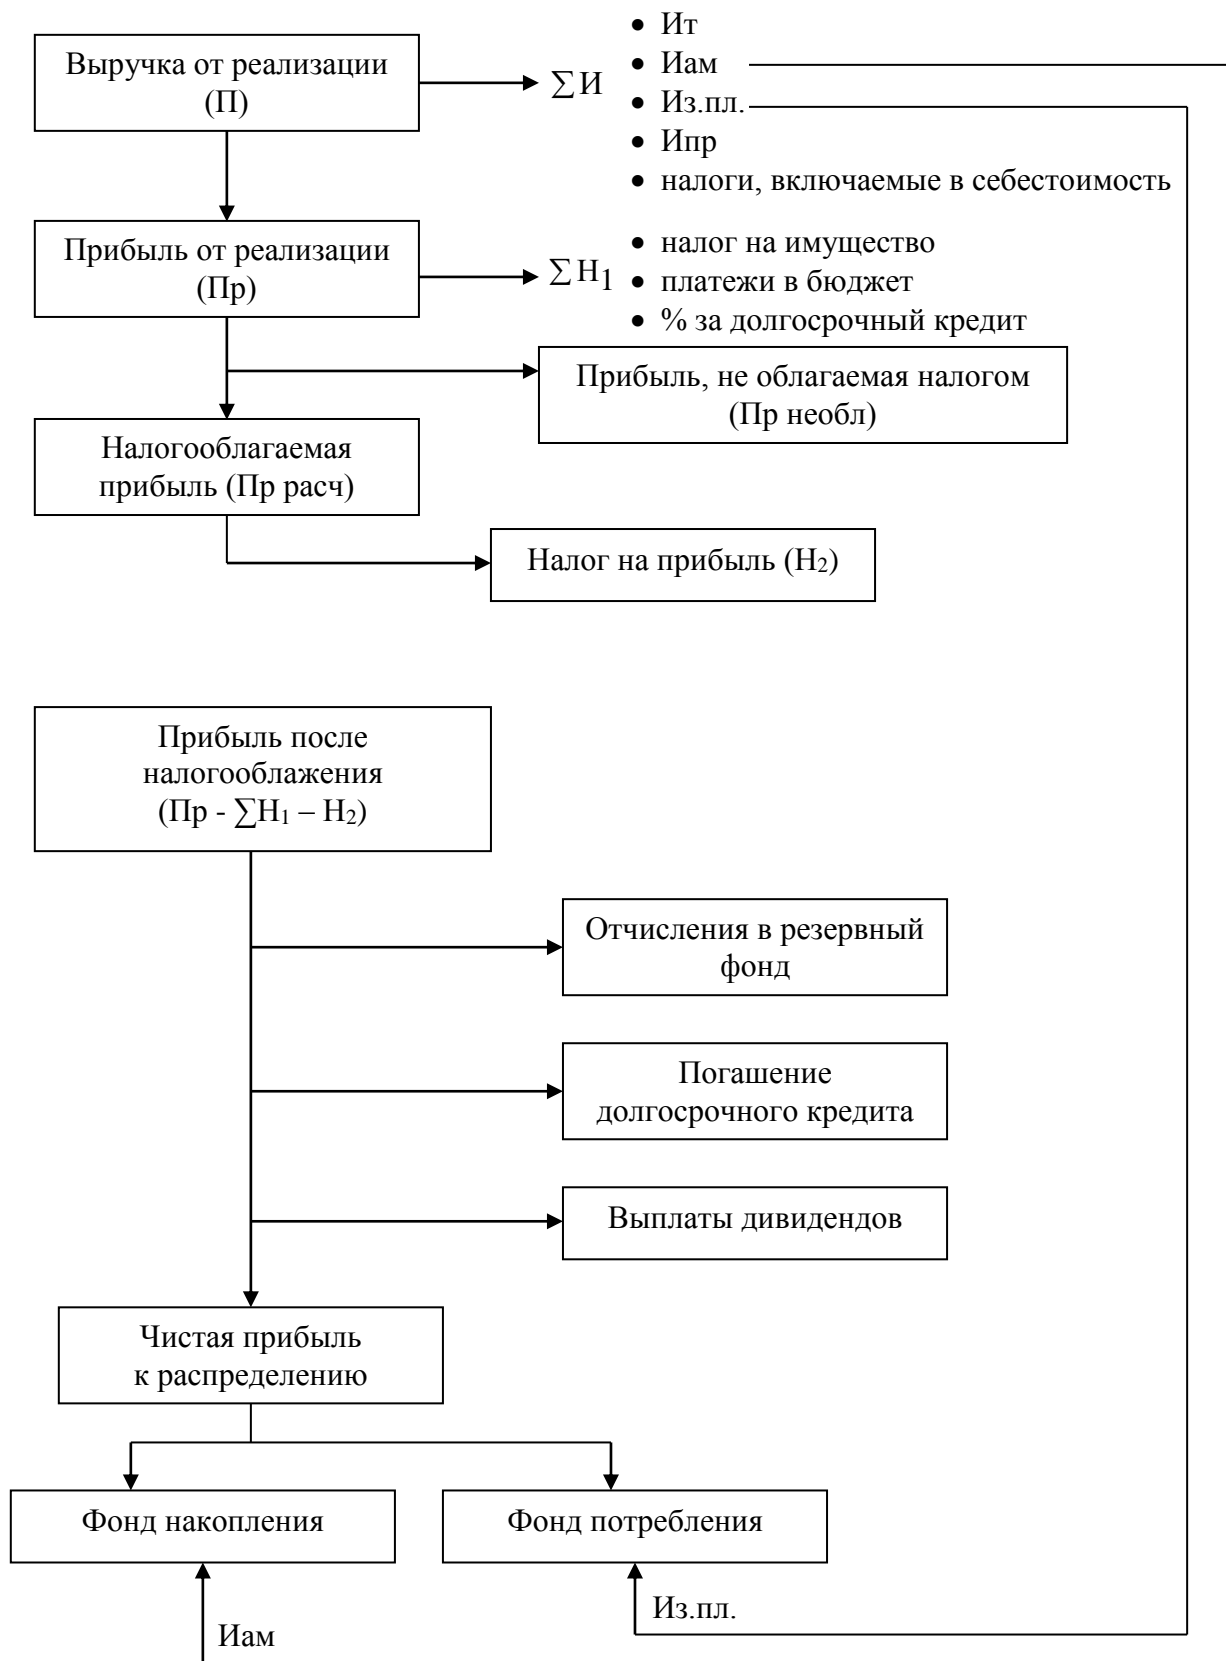 Выручка от реализации
(П)
∑И
• Ит
• Иам
• Из.пл.
• Ипр
• налоги, включаемые в себестоимость
Прибыль от реализации
(Пр)
∑Н₁
• налог на имущество
• платежи в бюджет
• % за долгосрочный кредит
Прибыль, не облагаемая налогом
(Пр необл)
Налогооблагаемая
прибыль (Пр расч)
Налог на прибыль (Н₂)
Прибыль после
налогооблажения
(Пр - ∑Н₁ – Н₂)
Отчисления в резервный
фонд
Погашение
долгосрочного кредита
Выплаты дивидендов
Чистая прибыль
к распределению
Фонд накопления
Фонд потребления
Из.пл.
Иам